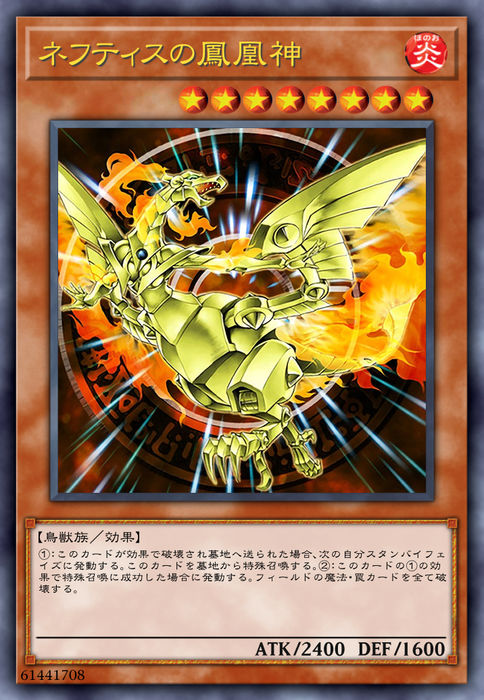 ネフティスの鳳凰神
ほのお
炎
【鳥獣族／効果】
①:このカードが効果で破壊され墓地へ送られた場合、次の自分スタンバイフェ
イズに発動する。このカードを墓地から特殊召喚する。②:このカードの①の効
果で特殊召喚に成功した場合に発動する。フィールドの魔法・罠カードを全て破
壊する。
ATK/2400 DEF/1600
61441708